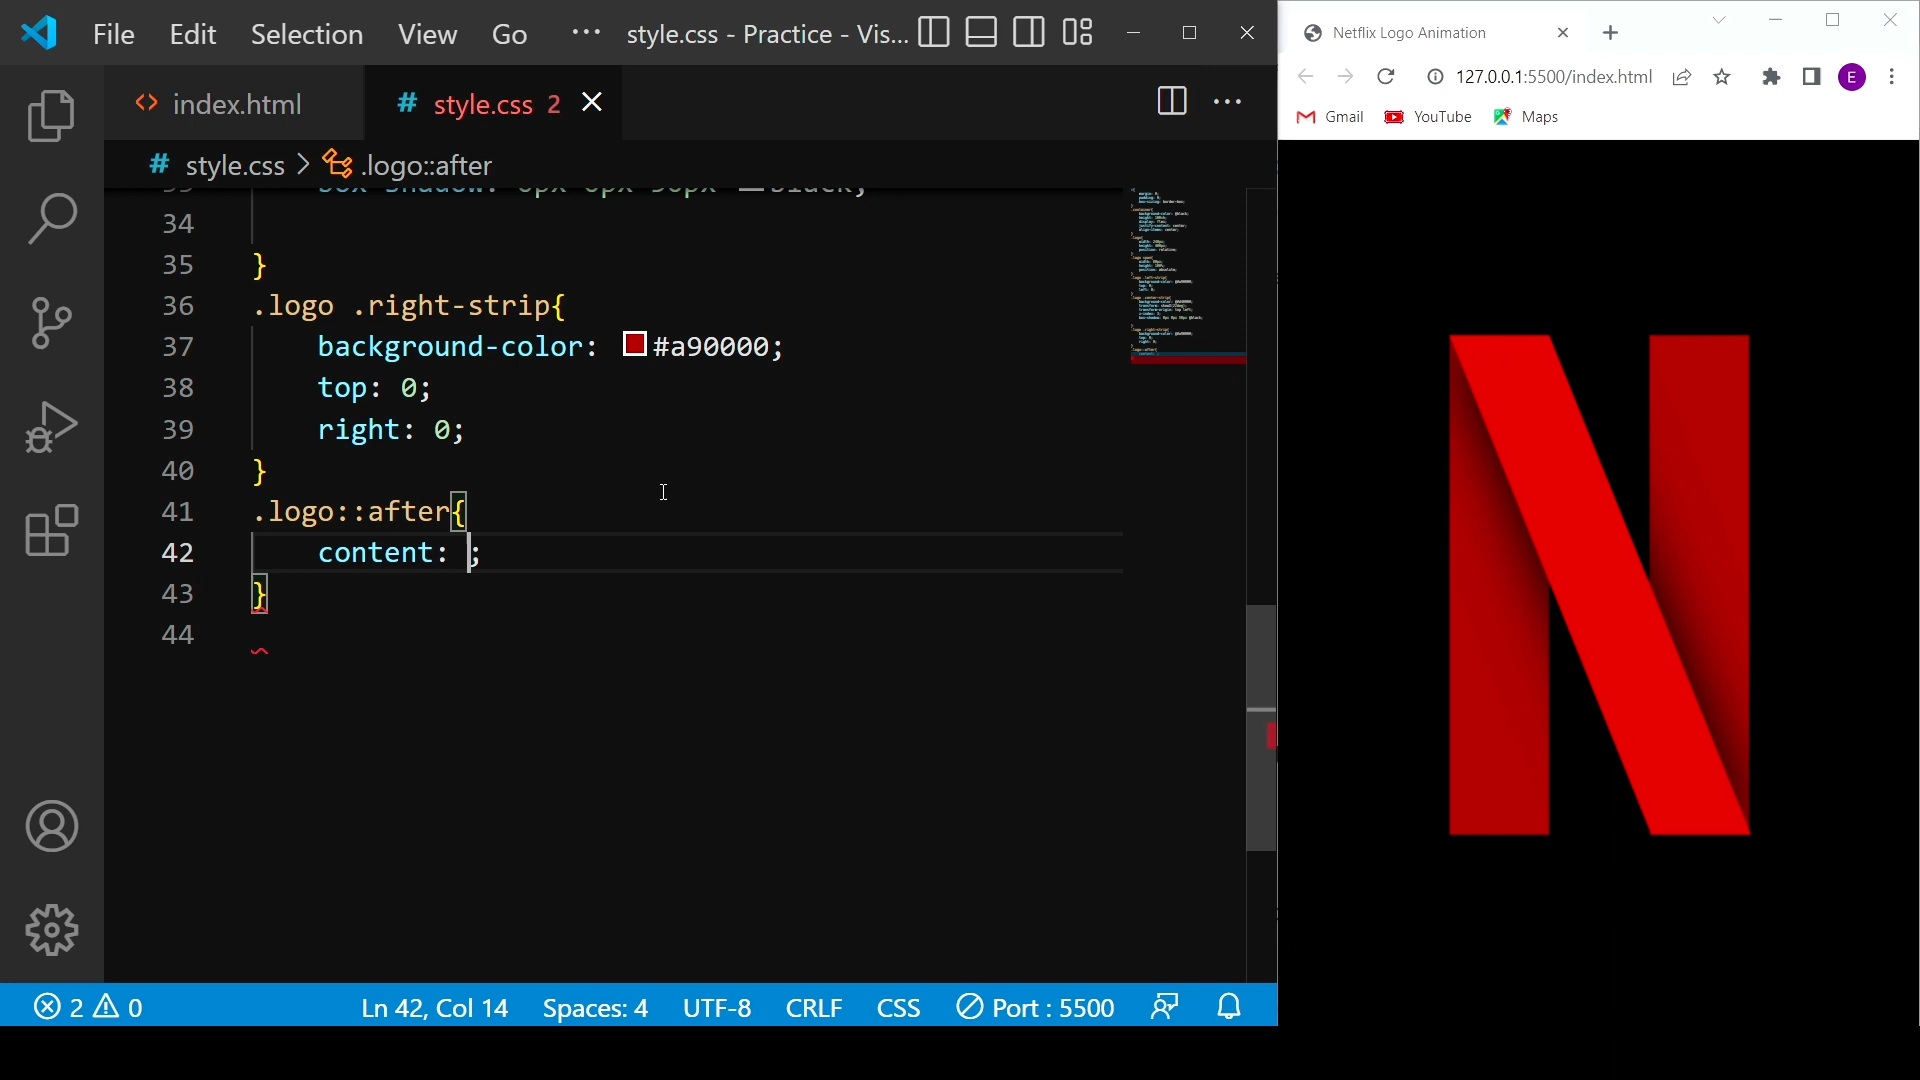 File Edit Selection View Go ··· style.css - Practice - Vis...
index.html
# style.css 2
# style.css > .logo::after
34
35 }
36 .logo .right-strip{
37 background-color: #a90000;
38 top: 0;
39 right: 0;
40 }
41 .logo::after{
42 content: ;
43 }
44
2 0 Ln 42, Col 14 Spaces: 4 UTF-8 CRLF CSS Port : 5500
Netflix Logo Animation
127.0.0.1:5500/index.html E
Gmail YouTube Maps